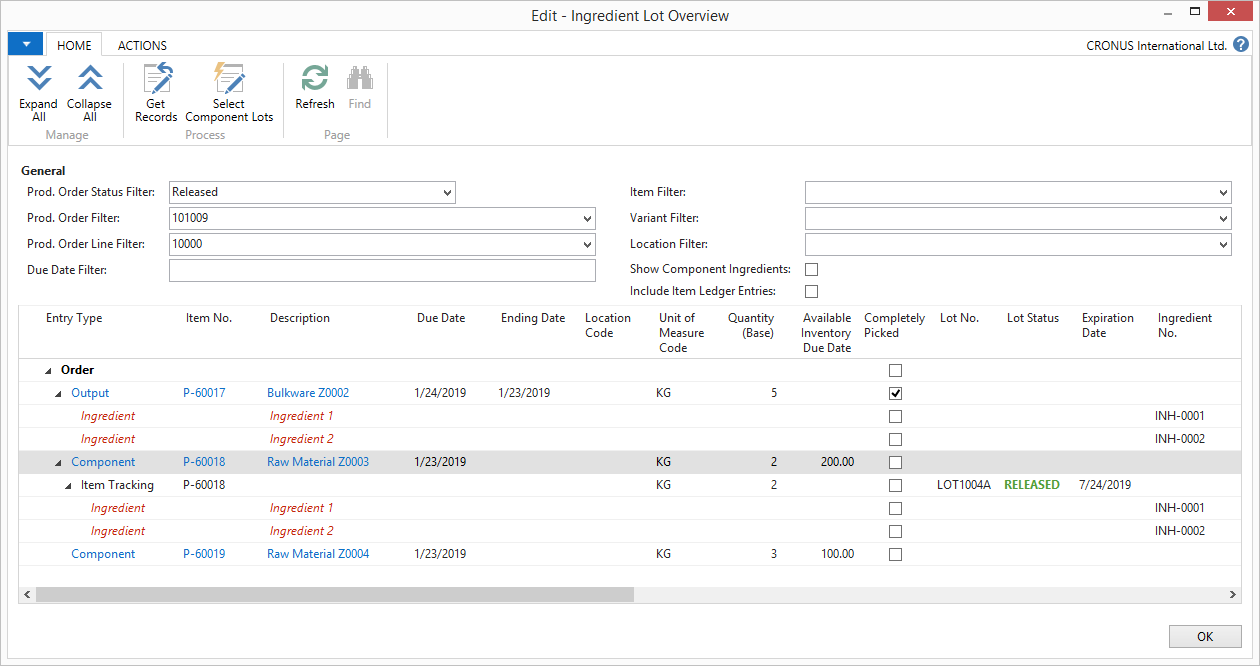 Edit - Ingredient Lot Overview
HOME ACTIONS CRONUS International Ltd. ?
Expand All Collapse All Get Records Select Component Lots Refresh Find
Manage Process Page
General
Prod. Order Status Filter: Released Item Filter:
Prod. Order Filter: 101009 Variant Filter:
Prod. Order Line Filter: 10000 Location Filter:
Due Date Filter: Show Component Ingredients:
Include Item Ledger Entries:
Entry Type Item No. Description Due Date Ending Date Location Code Unit of Measure Code Quantity (Base) Available Inventory Due Date Completely Picked Lot No. Lot Status Expiration Date Ingredient No.
Order
Output P-60017 Bulkware Z0002 1/24/2019 1/23/2019 KG 5
Ingredient Ingredient 1 INH-0001
Ingredient Ingredient 2 INH-0002
Component P-60018 Raw Material Z0003 1/23/2019 KG 2 200.00
Item Tracking P-60018 KG 2 LOT1004A RELEASED 7/24/2019
Ingredient Ingredient 1 INH-0001
Ingredient Ingredient 2 INH-0002
Component P-60019 Raw Material Z0004 1/23/2019 KG 3 100.00
OK